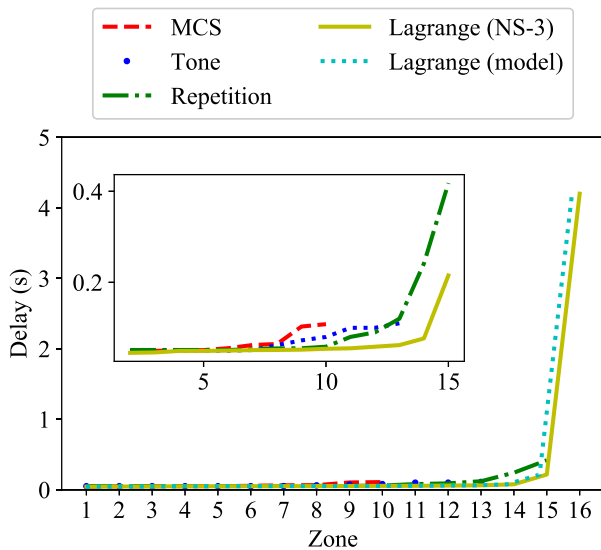 MCS
Tone
Repetition
Lagrange (NS-3)
Lagrange (model)
5
4
3
2
1
0
Delay (s)
0.4
0.2
5 10 15
1 2 3 4 5 6 7 8 9 10 11 12 13 14 15 16
Zone